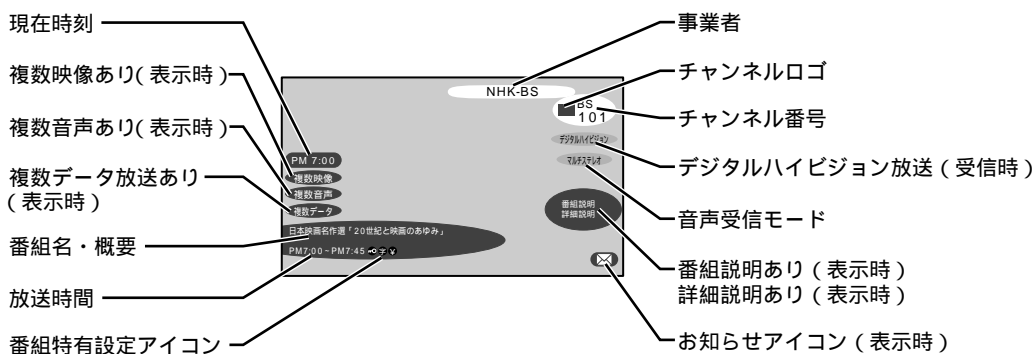 現在時刻
複数映像あり(表示時)
複数音声あり(表示時)
複数データ放送あり
(表示時)
番組名・概要
放送時間
番組特有設定アイコン
NHK-BS
BS
101
デジタルハイビジョン
マルチステレオ
PM 7:00
複数映像
複数音声
複数データ
番組説明
詳細説明
日本映画名作選「20世紀と映画のあゆみ」
PM7:00~PM7:45 字 ¥
事業者
チャンネルロゴ
チャンネル番号
デジタルハイビジョン放送(受信時)
音声受信モード
番組説明あり(表示時)
詳細説明あり(表示時)
お知らせアイコン(表示時)